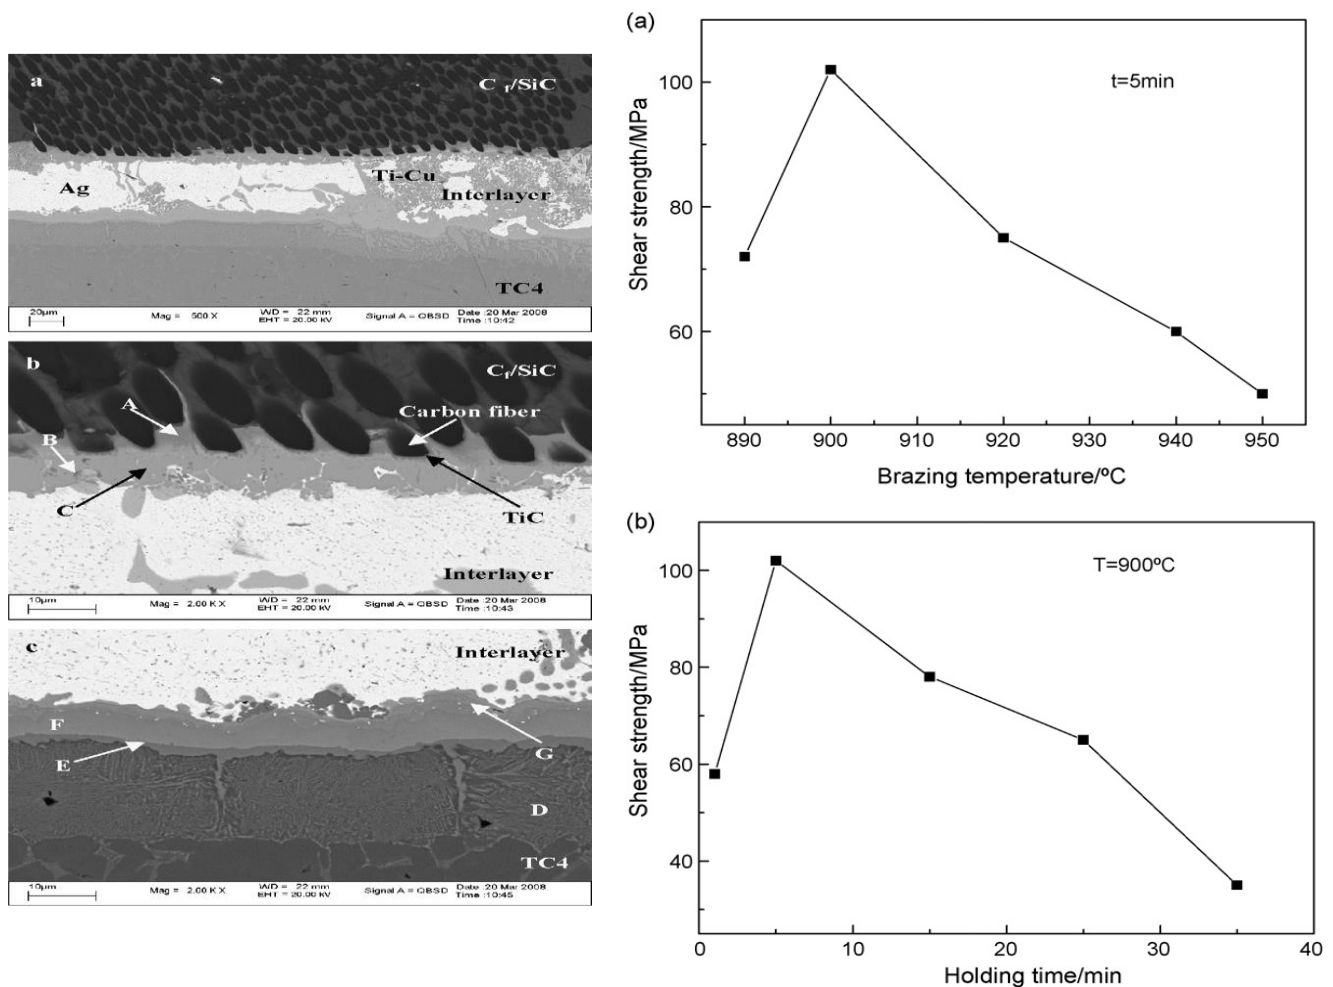 a
C f/SiC
Ag
Ti-Cu
Interlayer
TC4
20μm
Mag = 500 X
WD = 22 mm
EHT = 20.00 kV
Signal A = QBSD
Date :20 Mar 2008
Time :10:42
b
Cf/SiC
A
Carbon fiber
B
C
TiC
Interlayer
10μm
Mag = 2.00 K X
WD = 22 mm
EHT = 20.00 kV
Signal A = QBSD
Date :20 Mar 2008
Time :10:43
c
Interlayer
F
E
G
D
TC4
10μm
Mag = 2.00 K X
WD = 22 mm
EHT = 20.00 kV
Signal A = QBSD
Date :20 Mar 2008
Time :10:45
(a)
t=5min
Shear strength/MPa
100
80
60
890 900 910 920 930 940 950
Brazing temperature/ºC
(b)
T=900ºC
Shear strength/MPa
100
80
60
40
0 10 20 30 40
Holding time/min